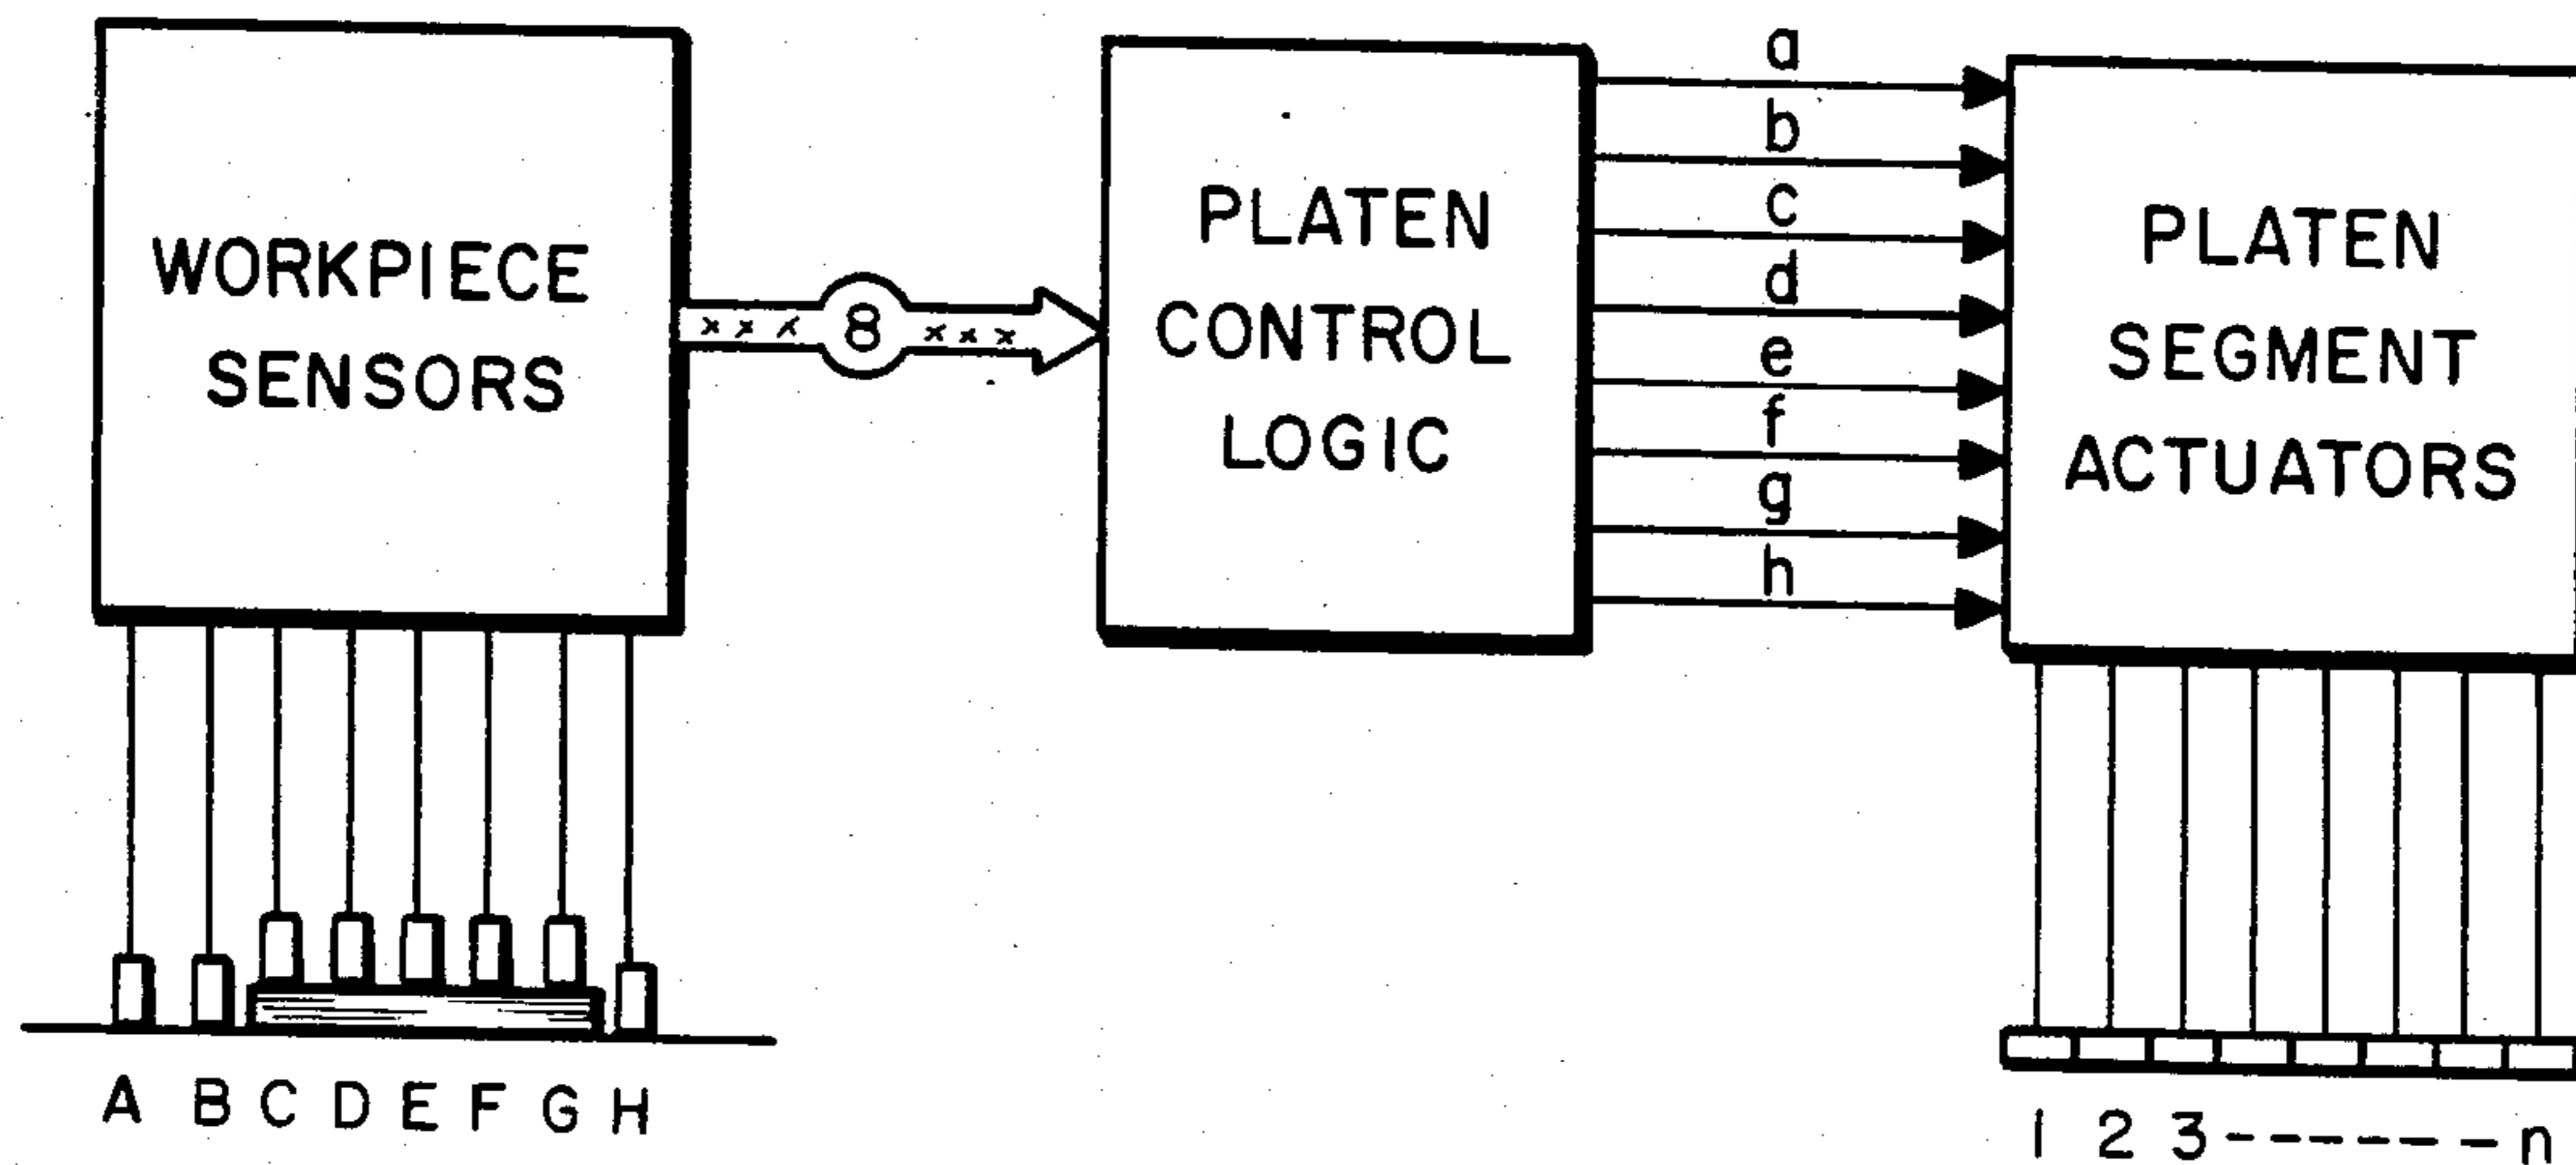 WORKPIECE
SENSORS
x x x 8 x x x
PLATEN
CONTROL
LOGIC
a
b
c
d
e
f
g
h
PLATEN
SEGMENT
ACTUATORS
A B C D E F G H
1 2 3 ------- n